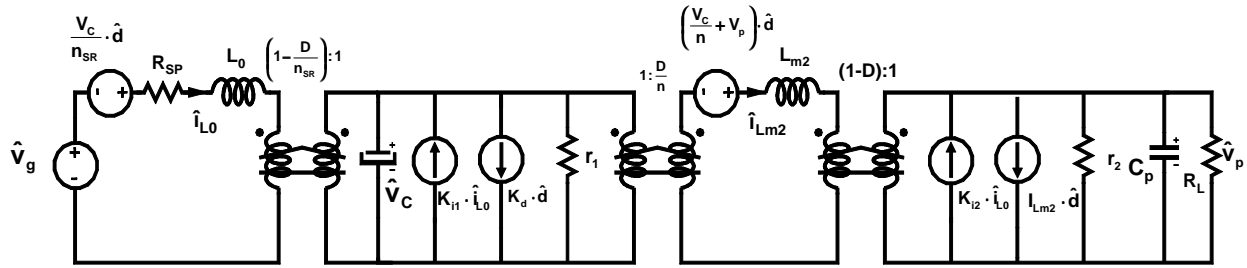 V_C / n_SR · d̂
R_SP
L_0
(1 − D / n_SR):1
î_L0
v̂_g
+
-
-
+
+
−
v̂_C
K_i1 · î_L0
K_d · d̂
r_1
1: D/n
(V_C / n + V_p) · d̂
-
+
L_m2
î_Lm2
(1-D):1
K_i2 · î_L0
I_Lm2 · d̂
r_2
C_p
+
−
R_L
v̂_p